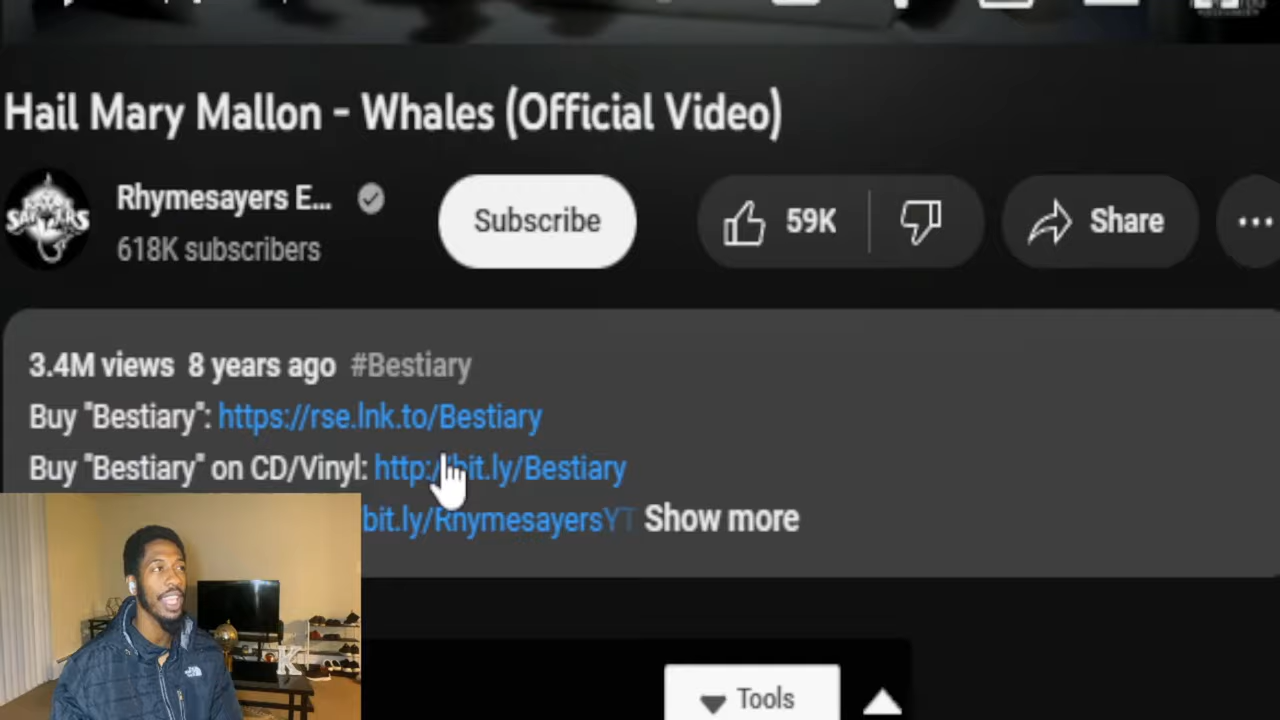 Hail Mary Mallon - Whales (Official Video)
Rhymesayers E...
618K subscribers
Subscribe
59K
Share
3.4M views 8 years ago #Bestiary
Buy "Bestiary": https://rse.lnk.to/Bestiary
Buy "Bestiary" on CD/Vinyl: http://bit.ly/Bestiary
bit.ly/RhymesayersYT Show more
Tools
K